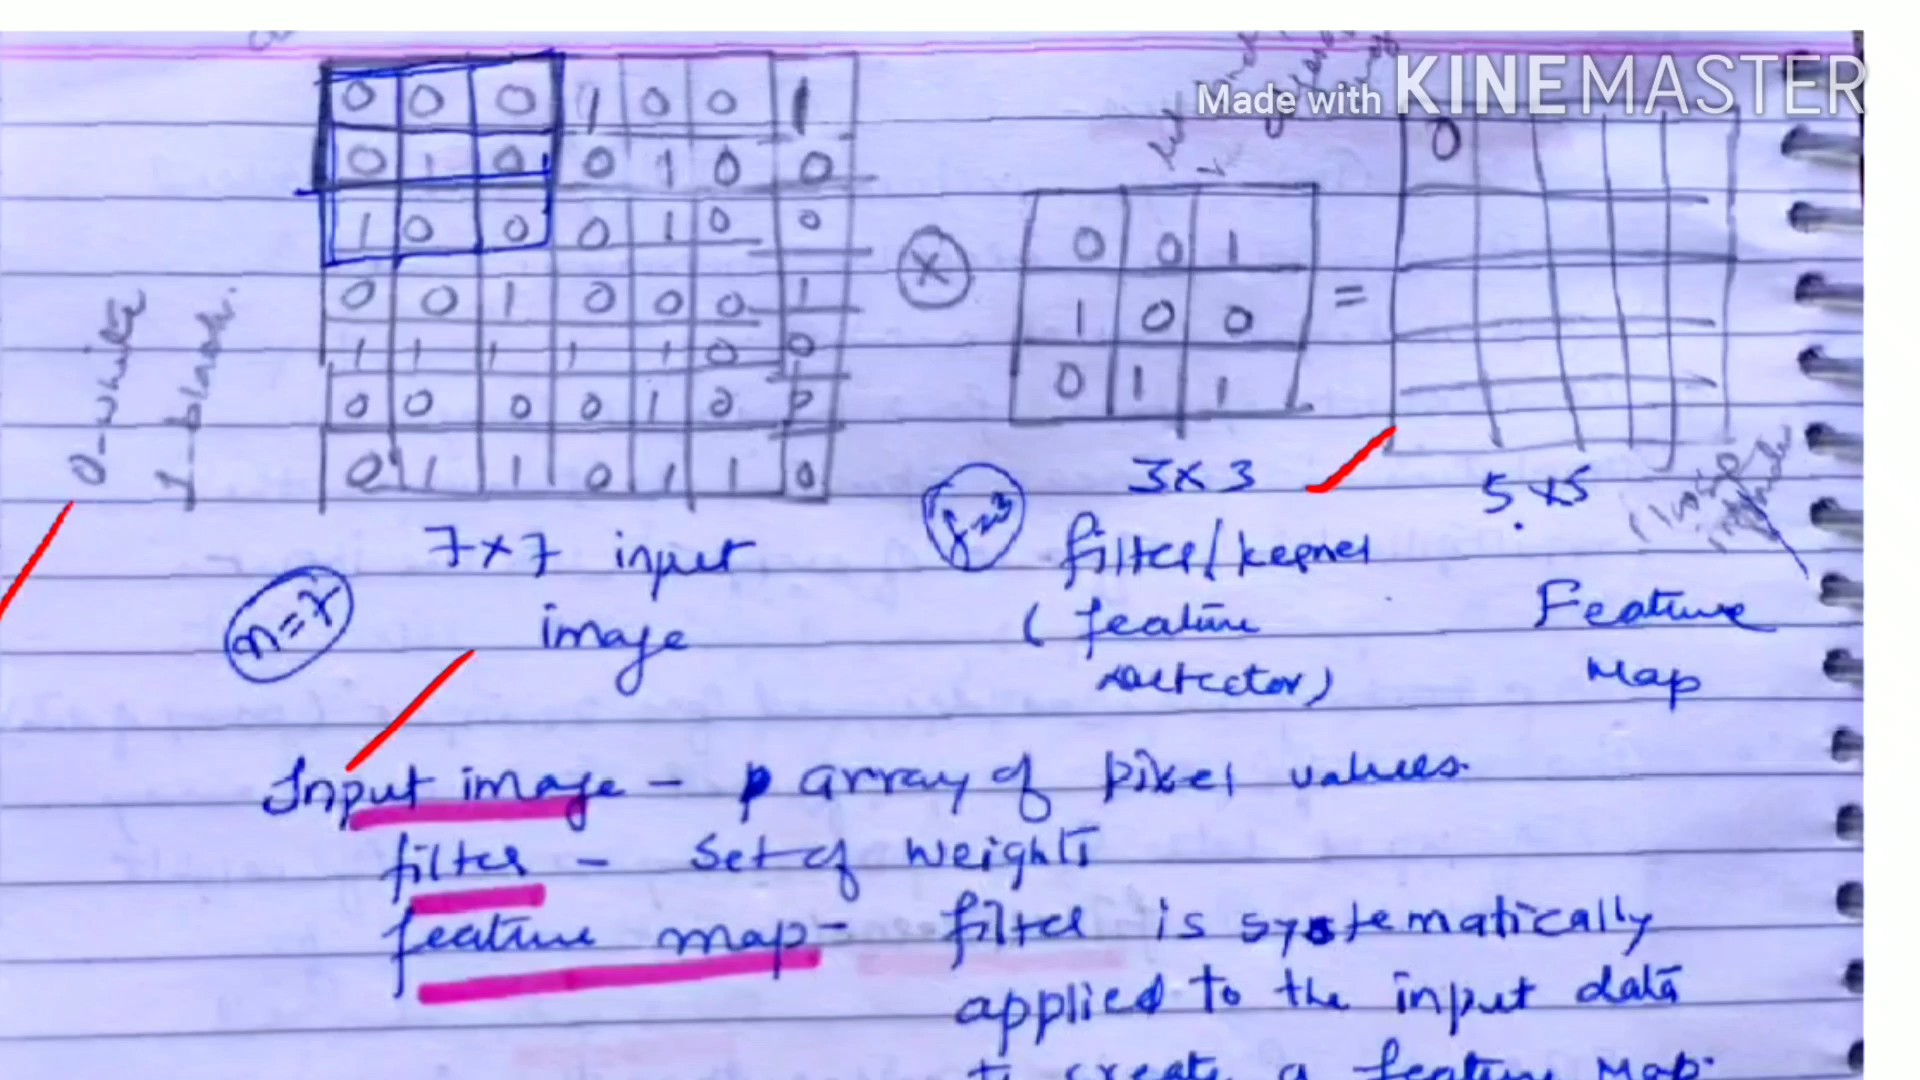 Made with KINEMASTER
0 0 0 1 0 0 1
0 1 0 0 1 0 0
1 0 0 0 1 0 0
0 0 1 0 0 0 1
1 1 1 1 1 0 0
0 0 0 0 1 0 0
0 1 1 0 1 1 0
0-white
1-black.
X
0 0 1
1 0 0
0 1 1
=
0
7x7 input
image
n=7
f=3
3x3
filter/kernel
(feature
Detector)
5x5
Feature
Map
Input image - array of pixel values.
filter - set of weights
feature map- filter is systematically
applied to the input data
to create a feature map.